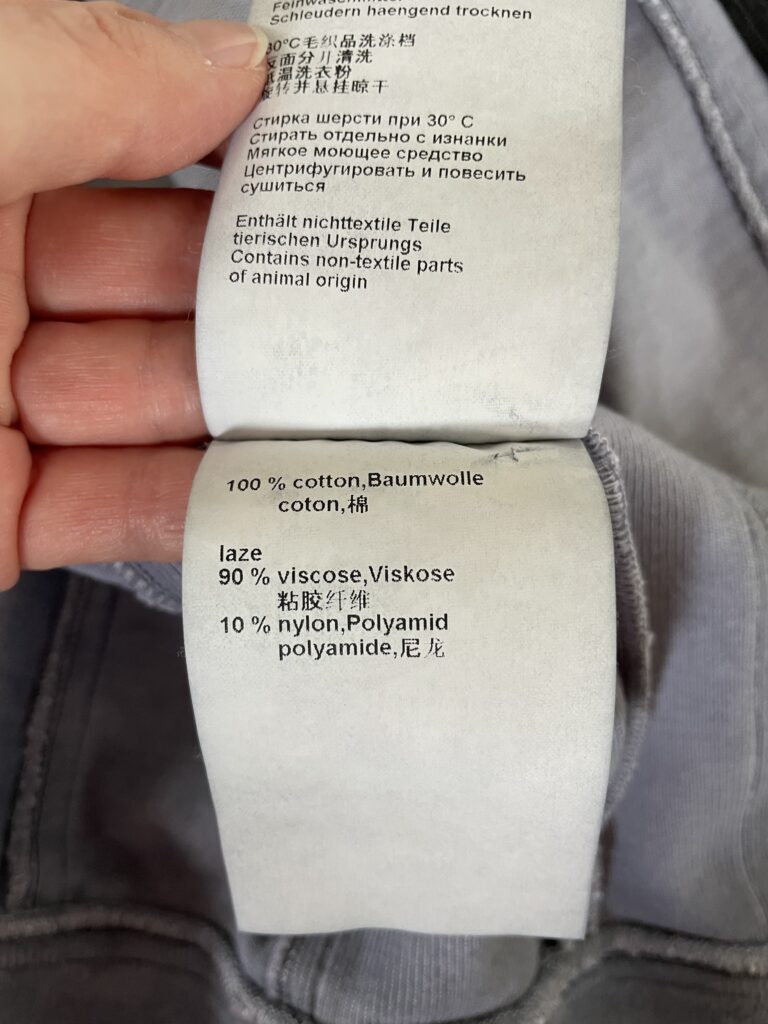 Feinwaschmittel
Schleudern haengend trocknen
30°C毛织品洗涤档
反面分开清洗
低温洗衣粉
旋转并悬挂晾干
Стирка шерсти при 30° C
Стирать отдельно с изнанки
Мягкое моющее средство
Центрифугировать и повесить
сушиться
Enthält nichttextile Teile
tierischen Ursprungs
Contains non-textile parts
of animal origin
100 % cotton,Baumwolle
coton,棉
laze
90 % viscose,Viskose
粘胶纤维
10 % nylon,Polyamid
polyamide,尼龙